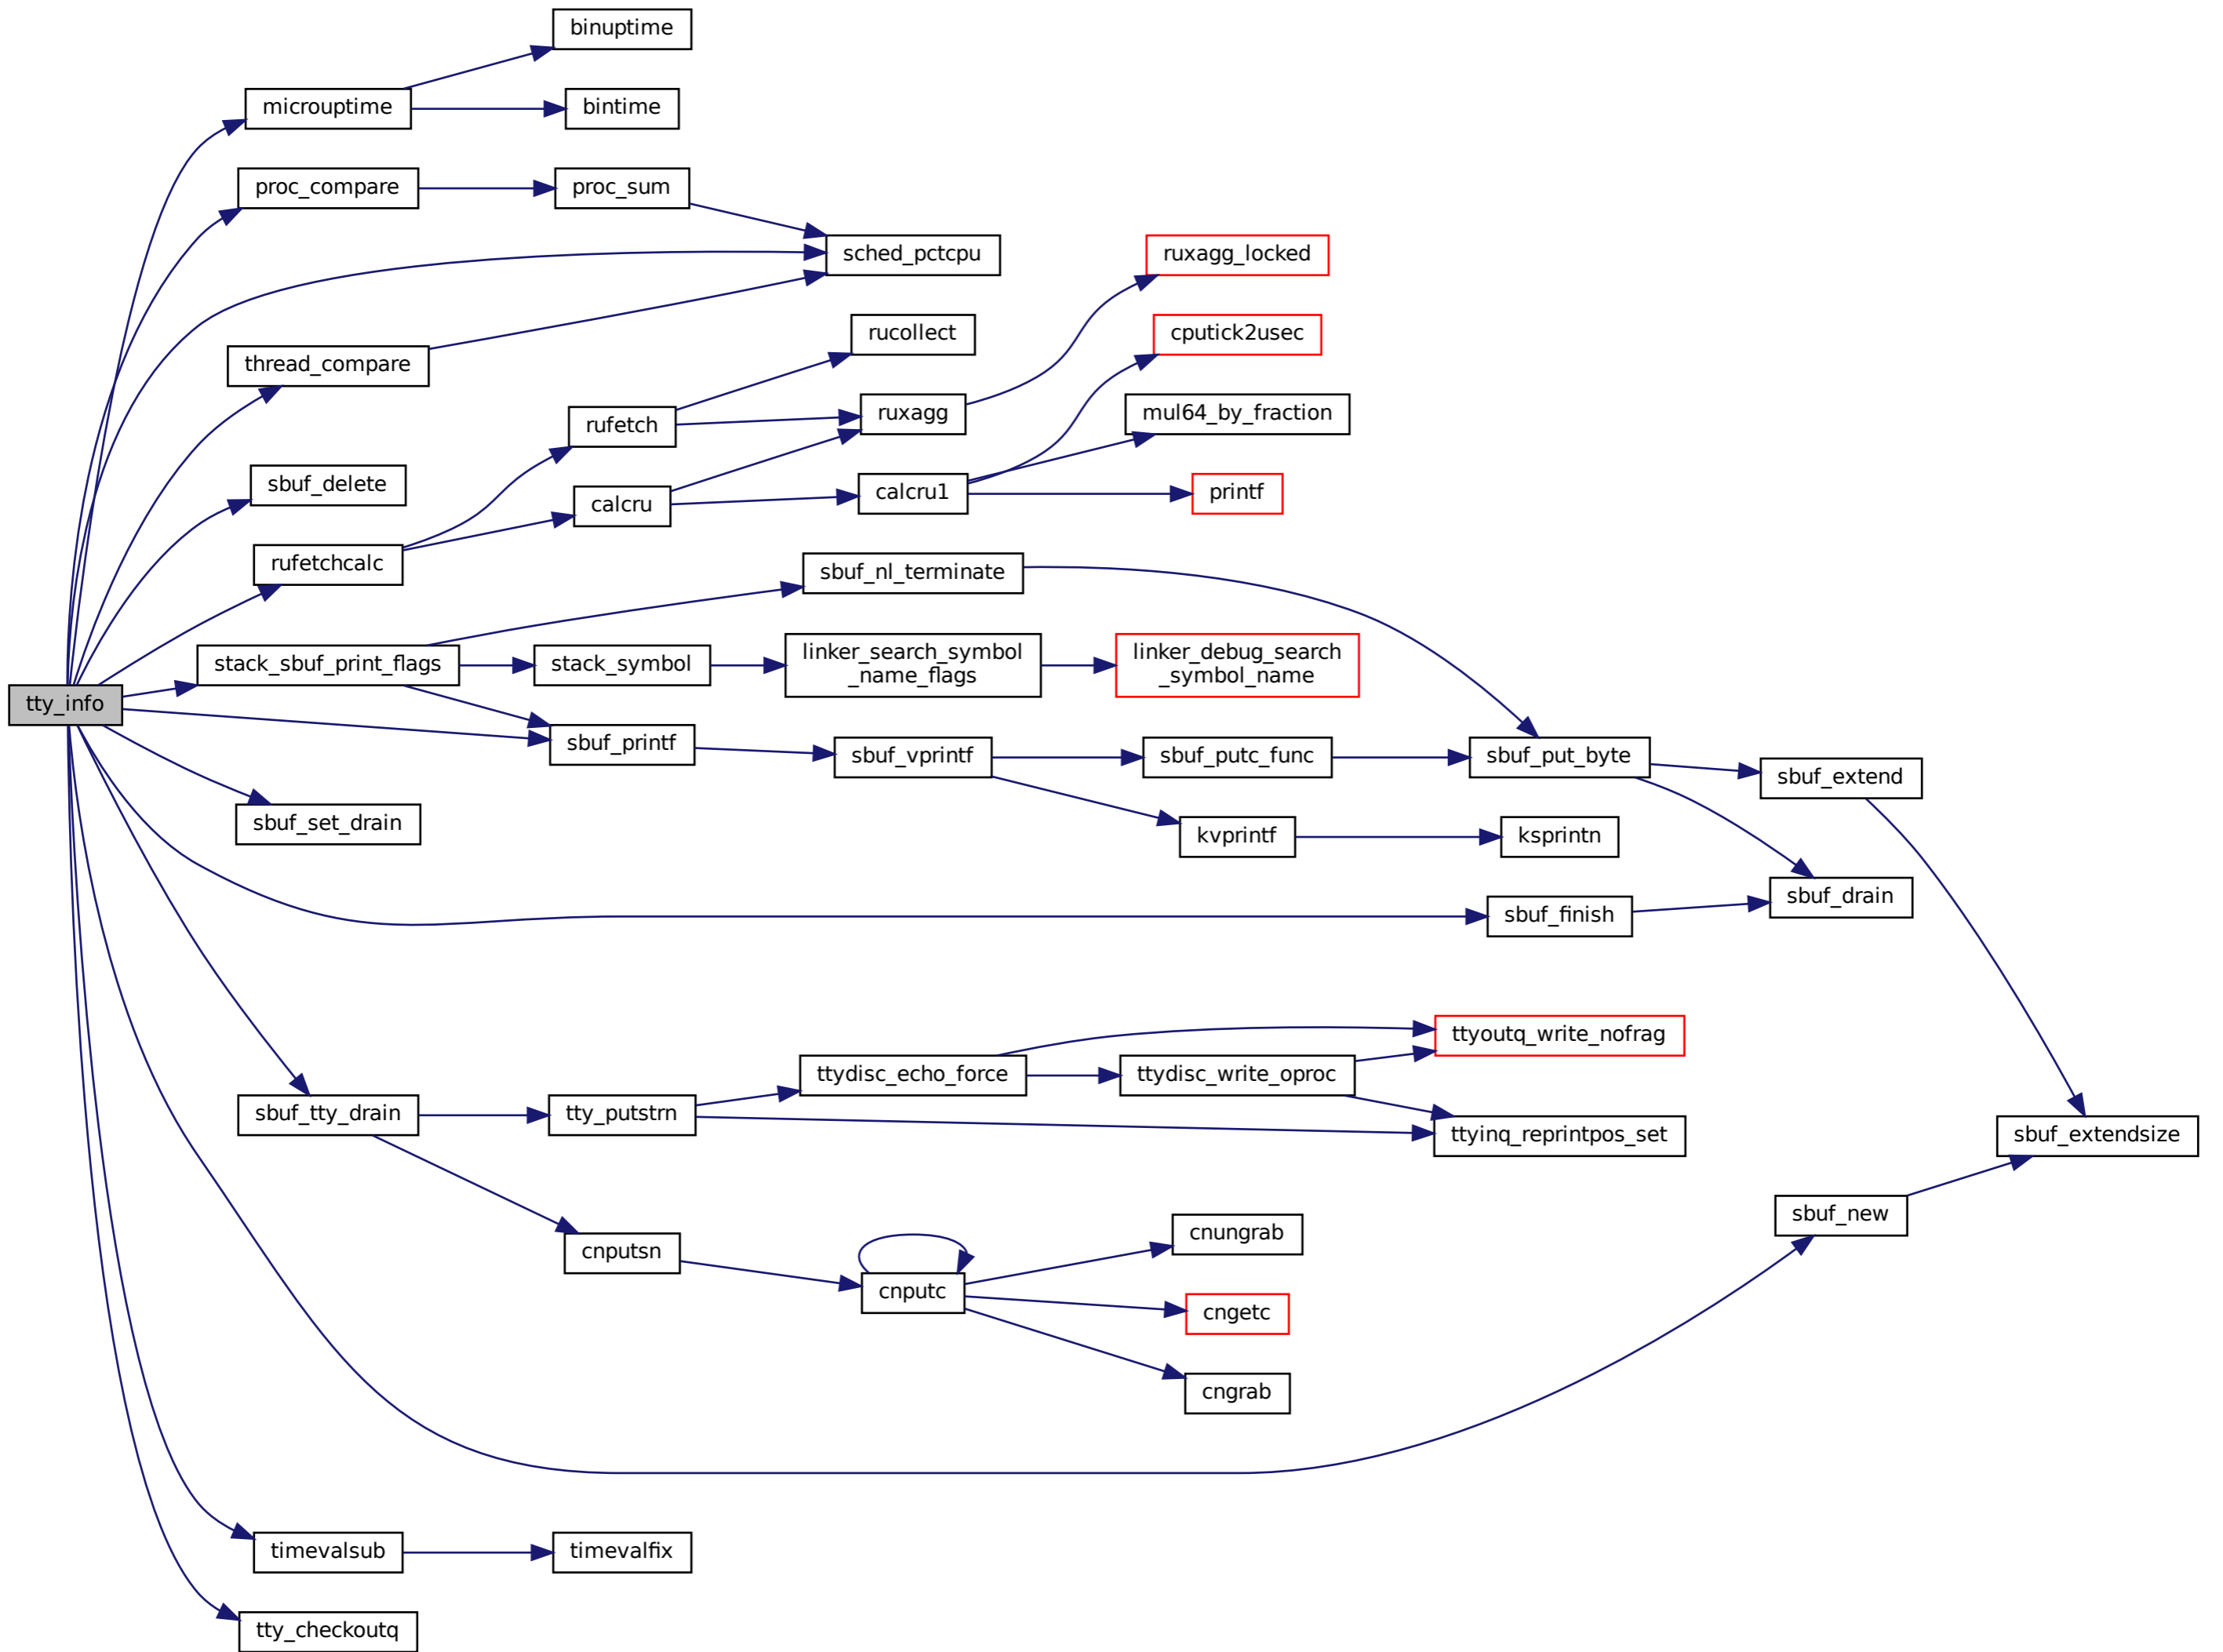 binuptime
microuptime
bintime
proc_compare
proc_sum
sched_pctcpu
ruxagg_locked
rucollect
cputick2usec
thread_compare
rufetch
ruxagg
mul64_by_fraction
sbuf_delete
calcru
calcru1
printf
rufetchcalc
sbuf_nl_terminate
stack_sbuf_print_flags
stack_symbol
linker_search_symbol
_name_flags
linker_debug_search
_symbol_name
tty_info
sbuf_printf
sbuf_vprintf
sbuf_putc_func
sbuf_put_byte
sbuf_extend
sbuf_set_drain
kvprintf
ksprintn
sbuf_drain
sbuf_finish
ttyoutq_write_nofrag
ttydisc_echo_force
ttydisc_write_oproc
sbuf_tty_drain
tty_putstrn
ttyinq_reprintpos_set
sbuf_extendsize
sbuf_new
cnungrab
cnputsn
cnputc
cngetc
cngrab
timevalsub
timevalfix
tty_checkoutq